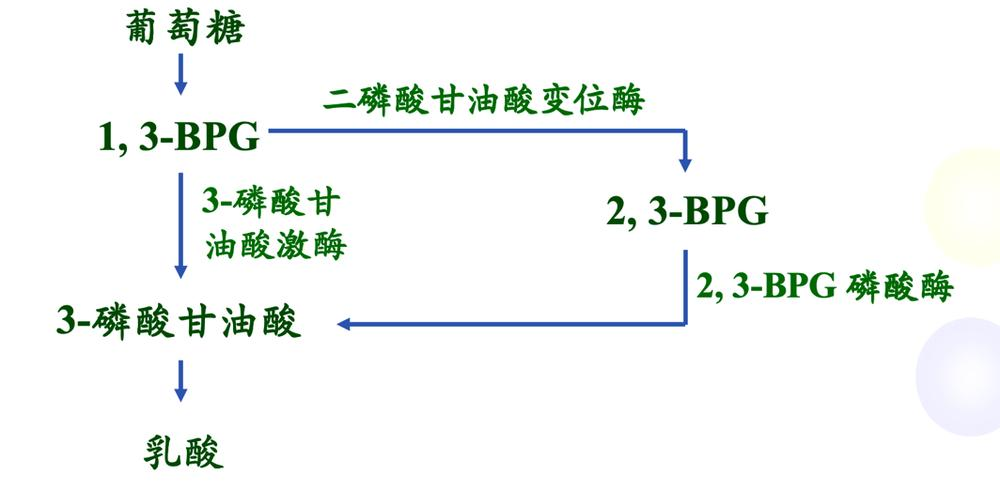 葡萄糖
二磷酸甘油酸变位酶
1, 3-BPG
3-磷酸甘
油酸激酶
2, 3-BPG
2, 3-BPG 磷酸酶
3-磷酸甘油酸
乳酸